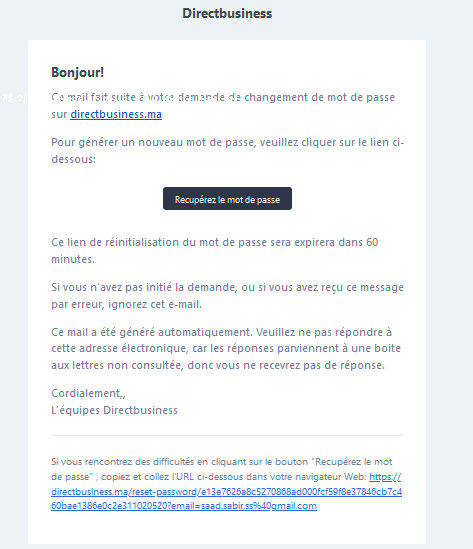 Directbusiness
Bonjour!
Ce mail fait suite à votre demande de changement de mot de passe
sur directbusiness.ma
Pour générer un nouveau mot de passe, veuillez cliquer sur le lien ci-
dessous:
Recupérez le mot de passe
Ce lien de réinitialisation du mot de passe sera expirera dans 60
minutes.
Si vous n'avez pas initié la demande, ou si vous avez reçu ce message
par erreur, ignorez cet e-mail.
Ce mail a été généré automatiquement. Veuillez ne pas répondre à
cette adresse électronique, car les réponses parviennent à une boite
aux lettres non consultée, donc vous ne recevrez pas de réponse.
Cordialement,,
L'équipes Directbusiness
Si vous rencontrez des difficultés en cliquant sur le bouton "Recupérez le mot
de passe" , copiez et collez l'URL ci-dessous dans votre navigateur Web: https://
directbusiness.ma/reset-password/e13e7626a8c5270868ad000fcf59f8e37846cb7c4
60bae1386e0c2e311020520?email=saad.sabir.ss%40gmail.com